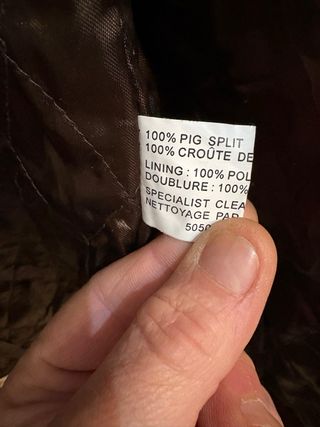 100% PIG SPLIT
100% CROÛTE DE
LINING : 100% POL
DOUBLURE : 100%
SPECIALIST CLEA
NETTOYAGE PAR
5050